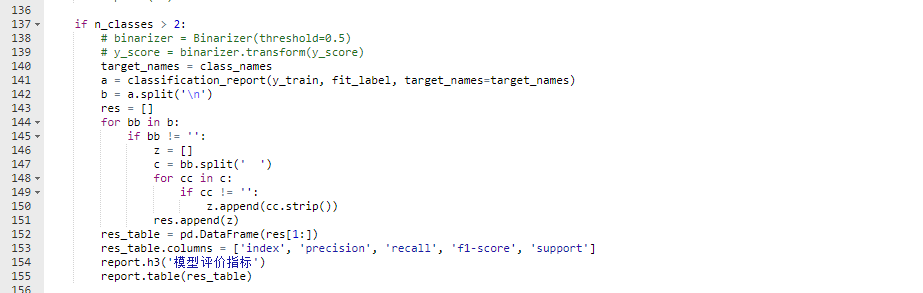 136
137 if n_classes > 2:
138 # binarizer = Binarizer(threshold=0.5)
139 # y_score = binarizer.transform(y_score)
140 target_names = class_names
141 a = classification_report(y_train, fit_label, target_names=target_names)
142 b = a.split('\n')
143 res = []
144 for bb in b:
145 if bb != '':
146 z = []
147 c = bb.split('  ')
148 for cc in c:
149 if cc != '':
150 z.append(cc.strip())
151 res.append(z)
152 res_table = pd.DataFrame(res[1:])
153 res_table.columns = ['index', 'precision', 'recall', 'f1-score', 'support']
154 report.h3('模型评价指标')
155 report.table(res_table)
156